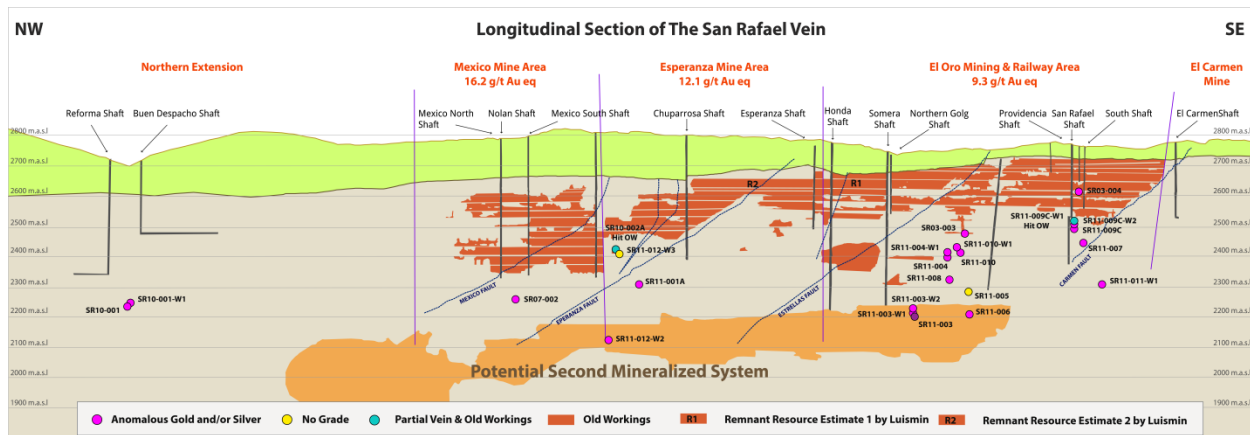 NW
Longitudinal Section of The San Rafael Vein
SE
Northern Extension
Mexico Mine Area
16.2 g/t Au eq
Esperanza Mine Area
12.1 g/t Au eq
El Oro Mining & Railway Area
9.3 g/t Au eq
El Carmen
Mine
Reforma Shaft
Buen Despacho Shaft
Mexico North
Shaft
Nolan Shaft
Mexico South Shaft
Chuparrosa Shaft
Esperanza Shaft
Honda
Shaft
Somera
Shaft
Northern Golg
Shaft
Providencia
Shaft
San Rafael
Shaft
South Shaft
El CarmenShaft
2800 m.a.s.l
2700 m.a.s.l
2600 m.a.s.l
2500 m.a.s.l
2400 m.a.s.l
2300 m.a.s.l
2200 m.a.s.l
2100 m.a.s.l
2000 m.a.s.l
1900 m.a.s.l
2800 m.a.s.l
2700 m.a.s.l
2600 m.a.s.l
2500 m.a.s.l
2400 m.a.s.l
2300 m.a.s.l
2200 m.a.s.l
2100 m.a.s.l
2000 m.a.s.l
1900 m.a.s.l
R2
R1
SR03-004
SR10-002A
Hit OW
SR11-012-W3
SR11-009C-W1
Hit OW
SR11-009C-W2
SR11-009C
SR03-003
SR11-010-W1
SR11-004-W1
SR11-010
SR11-004
SR11-007
SR11-008
SR11-001A
SR11-011-W1
SR11-005
SR10-001-W1
SR10-001
SR07-002
SR11-003-W2
SR11-003-W1
SR11-003
SR11-006
SR11-012-W2
MEXICO FAULT
EPERANZA FAULT
ESTRELLAS FAULT
CARMEN FAULT
Potential Second Mineralized System
Anomalous Gold and/or Silver
No Grade
Partial Vein & Old Workings
Old Workings
R1
Remnant Resource Estimate 1 by Luismin
R2
Remnant Resource Estimate 2 by Luismin